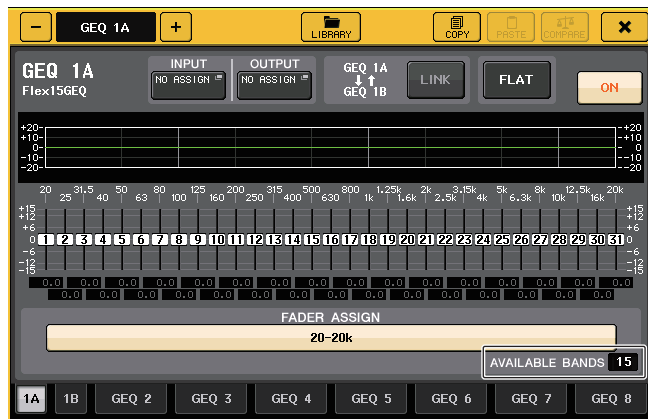 − GEQ 1A + LIBRARY COPY PASTE COMPARE ×
GEQ 1A
Flex15GEQ
INPUT OUTPUT
NO ASSIGN NO ASSIGN
GEQ 1A
GEQ 1B
LINK FLAT ON
+20 +20
+10 +10
0 0
-10 -10
-20 -20
20 31.5 50 80 125 200 315 500 800 1.25k 2k 3.15k 5k 8k 12.5k 20k
25 40 63 100 160 250 400 630 1k 1.6k 2.5k 4k 6.3k 10k 16k
+15 +15
+12 +12
+6 +6
0 1 2 3 4 5 6 7 8 9 10 11 12 13 14 15 16 17 18 19 20 21 22 23 24 25 26 27 28 29 30 31 0
-6 -6
-12 -12
-15 -15
0.0 0.0 0.0 0.0 0.0 0.0 0.0 0.0 0.0 0.0 0.0 0.0 0.0 0.0 0.0 0.0
0.0 0.0 0.0 0.0 0.0 0.0 0.0 0.0 0.0 0.0 0.0 0.0 0.0 0.0 0.0
FADER ASSIGN
20-20k
AVAILABLE BANDS 15
1A 1B GEQ 2 GEQ 3 GEQ 4 GEQ 5 GEQ 6 GEQ 7 GEQ 8